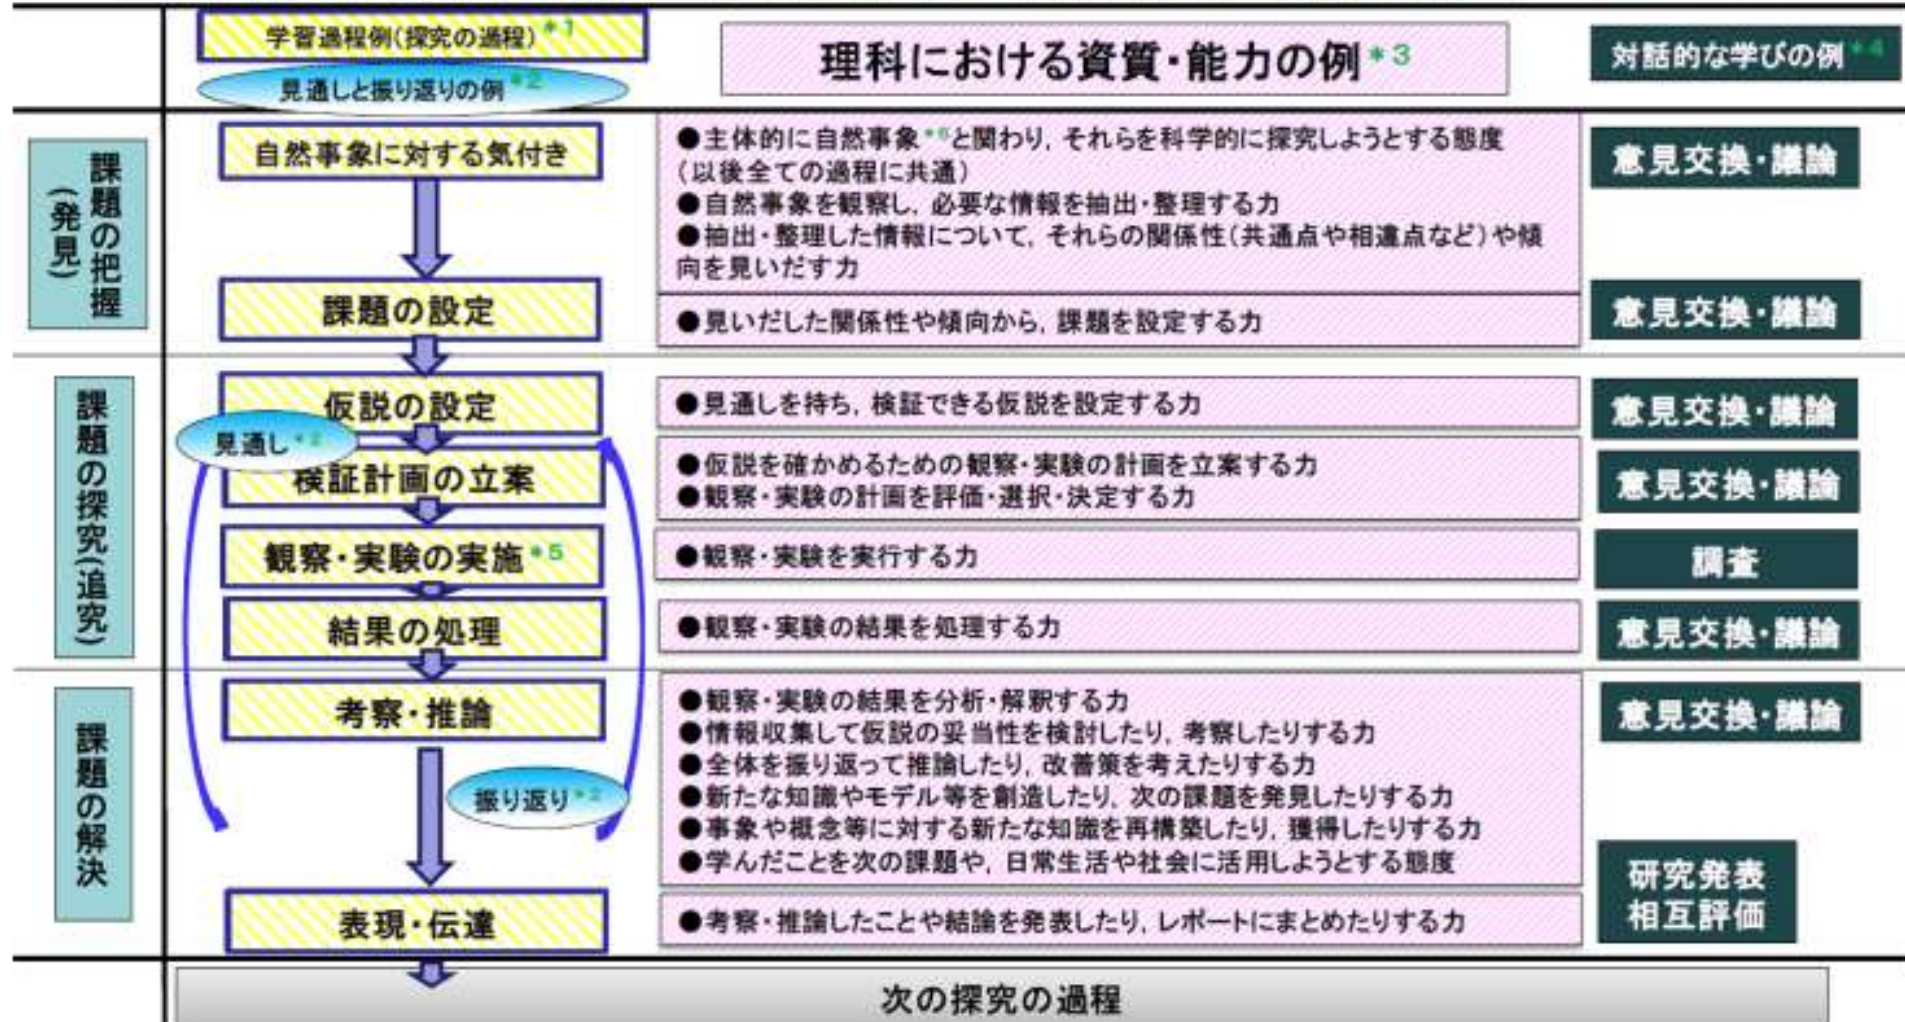 学習過程例(探究の過程)*1
見通しと振り返りの例*2
理科における資質・能力の例*3
対話的な学びの例*4
課題の把握
(発見)
自然事象に対する気付き
●主体的に自然事象*6と関わり, それらを科学的に探究しようとする態度
(以後全ての過程に共通)
●自然事象を観察し, 必要な情報を抽出・整理する力
●抽出・整理した情報について, それらの関係性(共通点や相違点など)や傾
向を見いだす力
意見交換・議論
課題の設定
●見いだした関係性や傾向から, 課題を設定する力
意見交換・議論
課題の探究(追究)
仮説の設定
●見通しを持ち, 検証できる仮説を設定する力
意見交換・議論
見通し*2
検証計画の立案
●仮説を確かめるための観察・実験の計画を立案する力
●観察・実験の計画を評価・選択・決定する力
意見交換・議論
観察・実験の実施*5
●観察・実験を実行する力
調査
結果の処理
●観察・実験の結果を処理する力
意見交換・議論
課題の解決
考察・推論
●観察・実験の結果を分析・解釈する力
●情報収集して仮説の妥当性を検討したり, 考察したりする力
●全体を振り返って推論したり, 改善策を考えたりする力
●新たな知識やモデル等を創造したり, 次の課題を発見したりする力
●事象や概念等に対する新たな知識を再構築したり, 獲得したりする力
●学んだことを次の課題や, 日常生活や社会に活用しようとする態度
意見交換・議論
振り返り*2
表現・伝達
●考察・推論したことや結論を発表したり, レポートにまとめたりする力
研究発表
相互評価
次の探究の過程